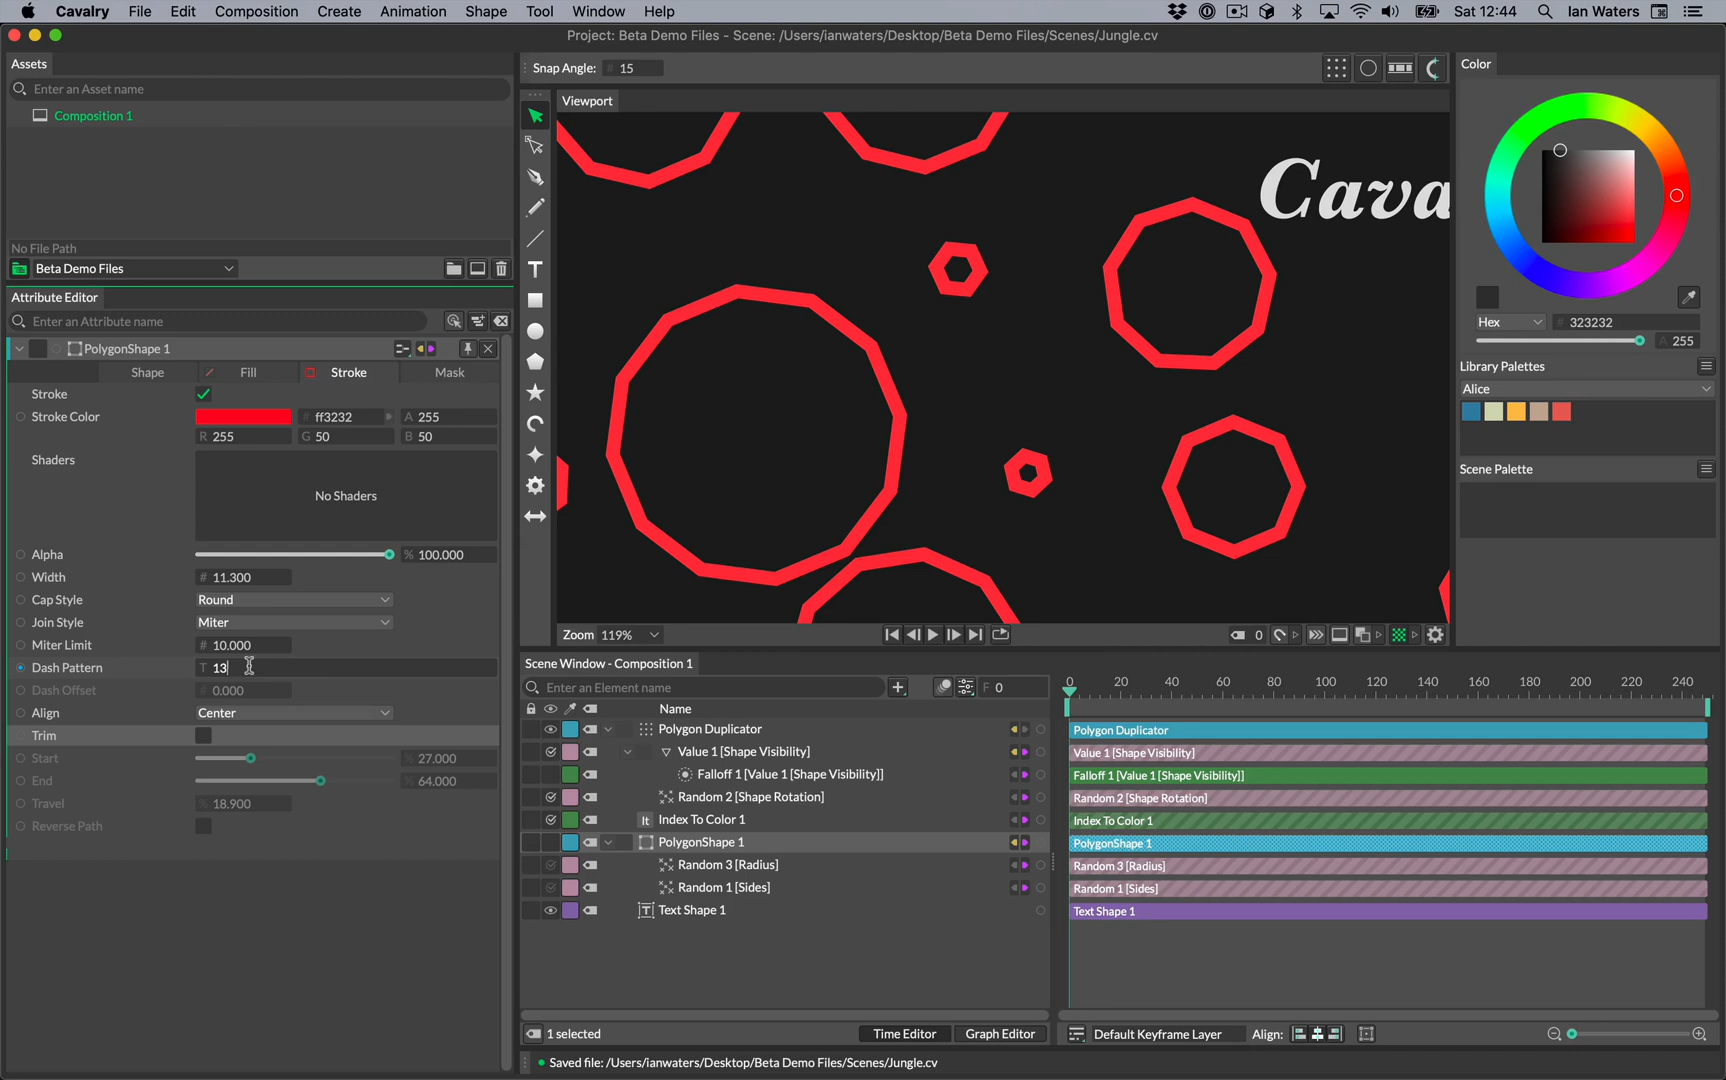 Cavalry File Edit Composition Create Animation Shape Tool Window Help Sat 12:44 Ian Waters
Project: Beta Demo Files - Scene: /Users/ianwaters/Desktop/Beta Demo Files/Scenes/Jungle.cv
Assets
Enter an Asset name
Composition 1
No File Path
Beta Demo Files
Attribute Editor
Enter an Attribute name
PolygonShape 1
Shape Fill Stroke Mask
Stroke
Stroke Color # ff3232 A 255
R 255 G 50 B 50
Shaders
No Shaders
Alpha % 100.000
Width # 11.300
Cap Style Round
Join Style Miter
Miter Limit # 10.000
Dash Pattern T 13
Dash Offset # 0.000
Align Center
Trim
Start % 27.000
End % 64.000
Travel % 18.900
Reverse Path
Snap Angle: # 15
Viewport
Cava
Zoom 119%
0
Color
Hex # 323232
A 255
Library Palettes
Alice
Scene Palette
Scene Window - Composition 1
Enter an Element name
F 0
Name
Polygon Duplicator
Value 1 [Shape Visibility]
Falloff 1 [Value 1 [Shape Visibility]]
Random 2 [Shape Rotation]
Index To Color 1
PolygonShape 1
Random 3 [Radius]
Random 1 [Sides]
Text Shape 1
0 20 40 60 80 100 120 140 160 180 200 220 240
Polygon Duplicator
Value 1 [Shape Visibility]
Falloff 1 [Value 1 [Shape Visibility]]
Random 2 [Shape Rotation]
Index To Color 1
PolygonShape 1
Random 3 [Radius]
Random 1 [Sides]
Text Shape 1
1 selected
Time Editor Graph Editor
Default Keyframe Layer Align:
Saved file: /Users/ianwaters/Desktop/Beta Demo Files/Scenes/Jungle.cv